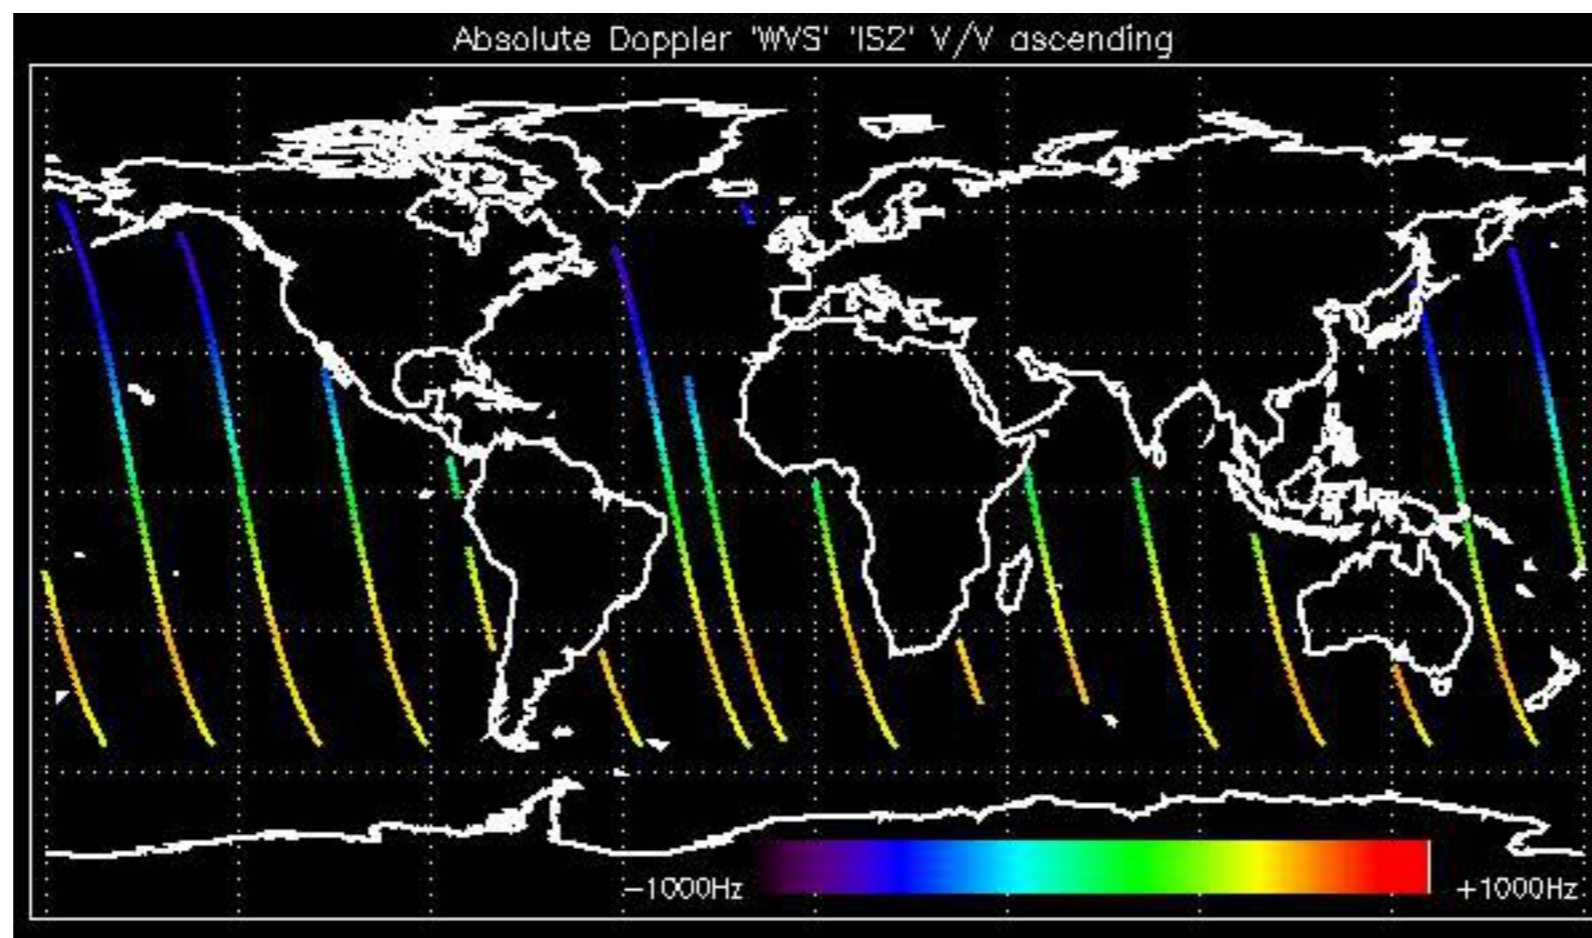 Absolute Doppler 'WVS' 'IS2' V/V ascending
−1000Hz +1000Hz